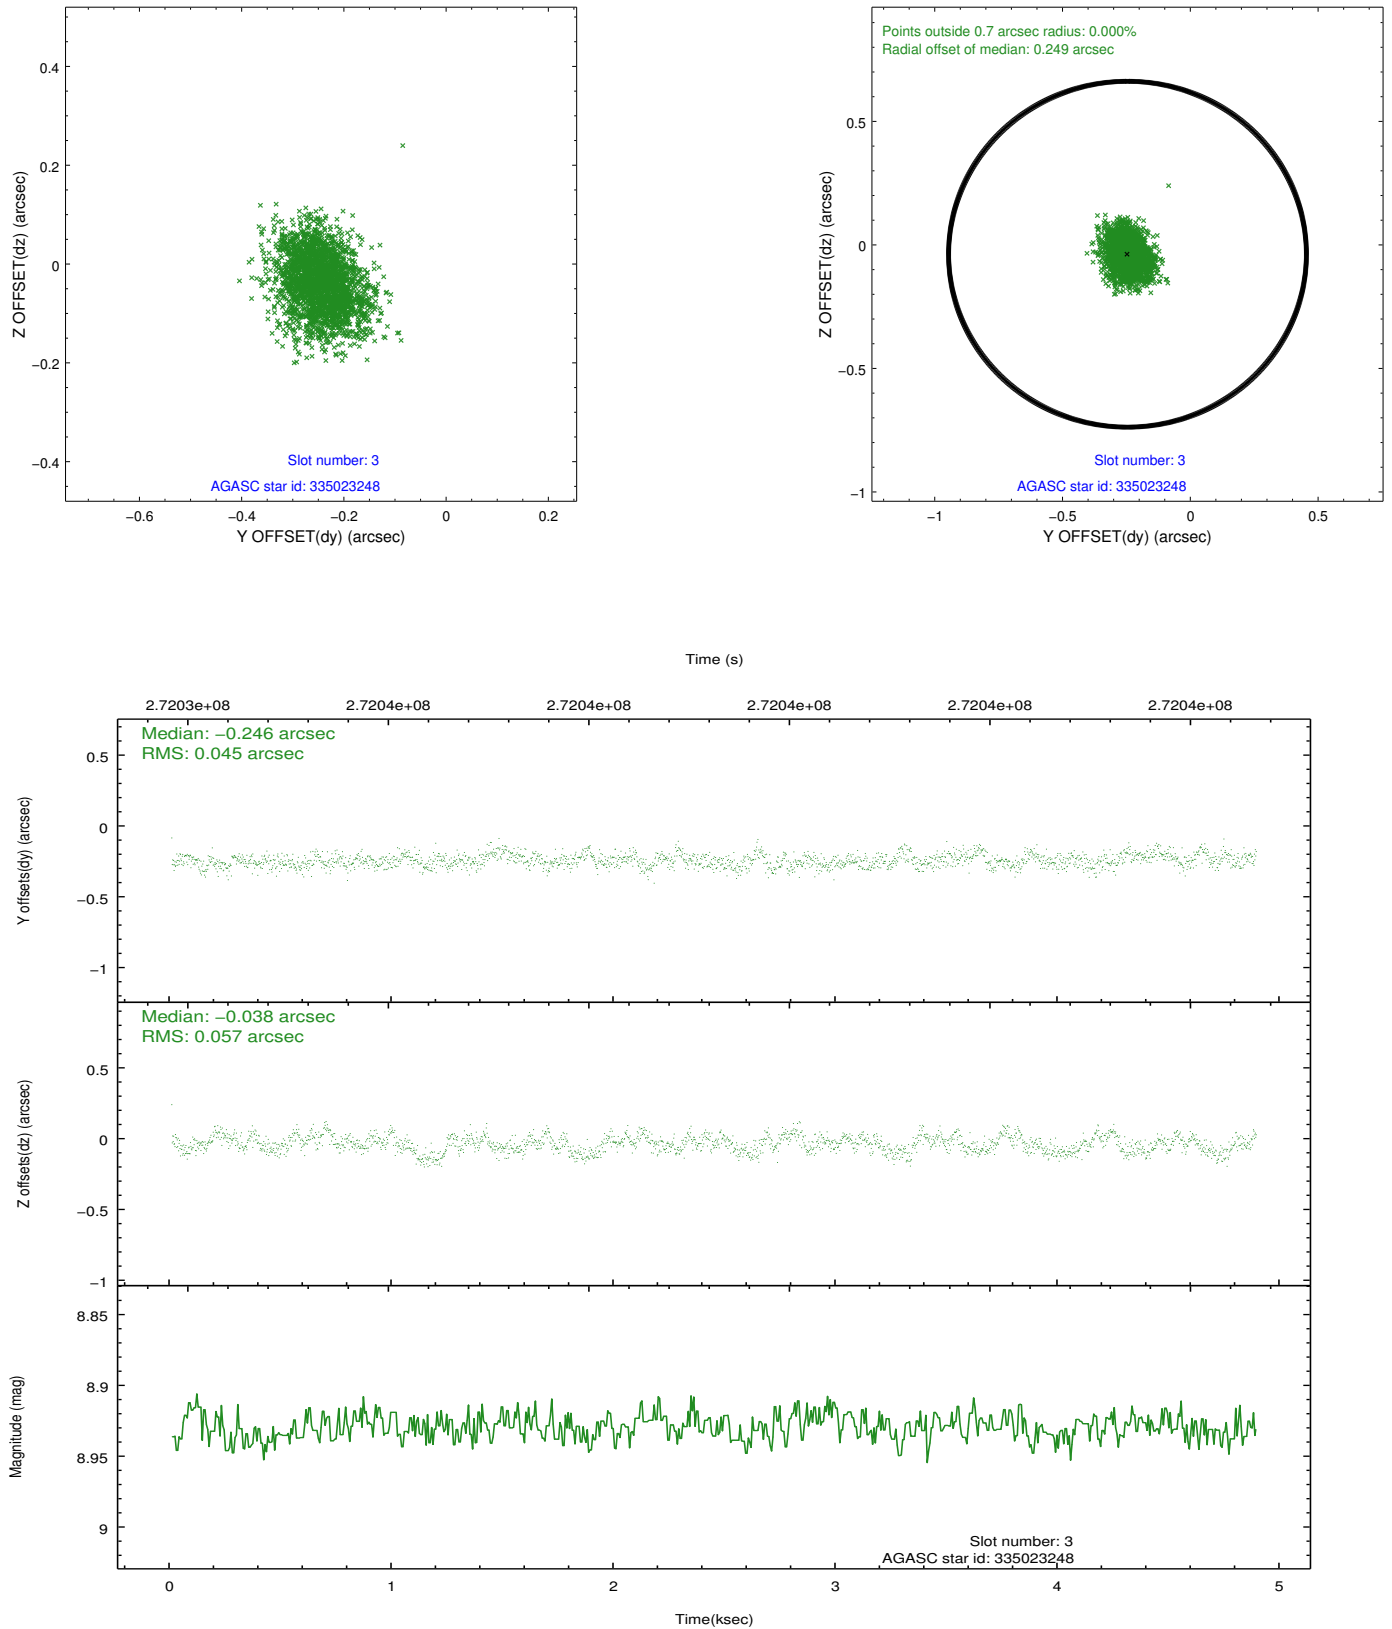 0.4
0.2
0
−0.2
−0.4
Z OFFSET(dz) (arcsec)
Slot number: 3
AGASC star id: 335023248
−0.6
−0.4
−0.2
0
0.2
Y OFFSET(dy) (arcsec)
Points outside 0.7 arcsec radius: 0.000%
Radial offset of median: 0.249 arcsec
0.5
0
−0.5
−1
Z OFFSET(dz) (arcsec)
Slot number: 3
AGASC star id: 335023248
−1
−0.5
0
0.5
Y OFFSET(dy) (arcsec)
Time (s)
2.7203e+08
2.7204e+08
2.7204e+08
2.7204e+08
2.7204e+08
2.7204e+08
Median: −0.246 arcsec
RMS: 0.045 arcsec
0.5
0
−0.5
−1
Y offsets(dy) (arcsec)
Median: −0.038 arcsec
RMS: 0.057 arcsec
0.5
0
−0.5
−1
Z offsets(dz) (arcsec)
8.85
8.9
8.95
9
Magnitude (mag)
Slot number: 3
AGASC star id: 335023248
0
1
2
3
4
5
Time(ksec)